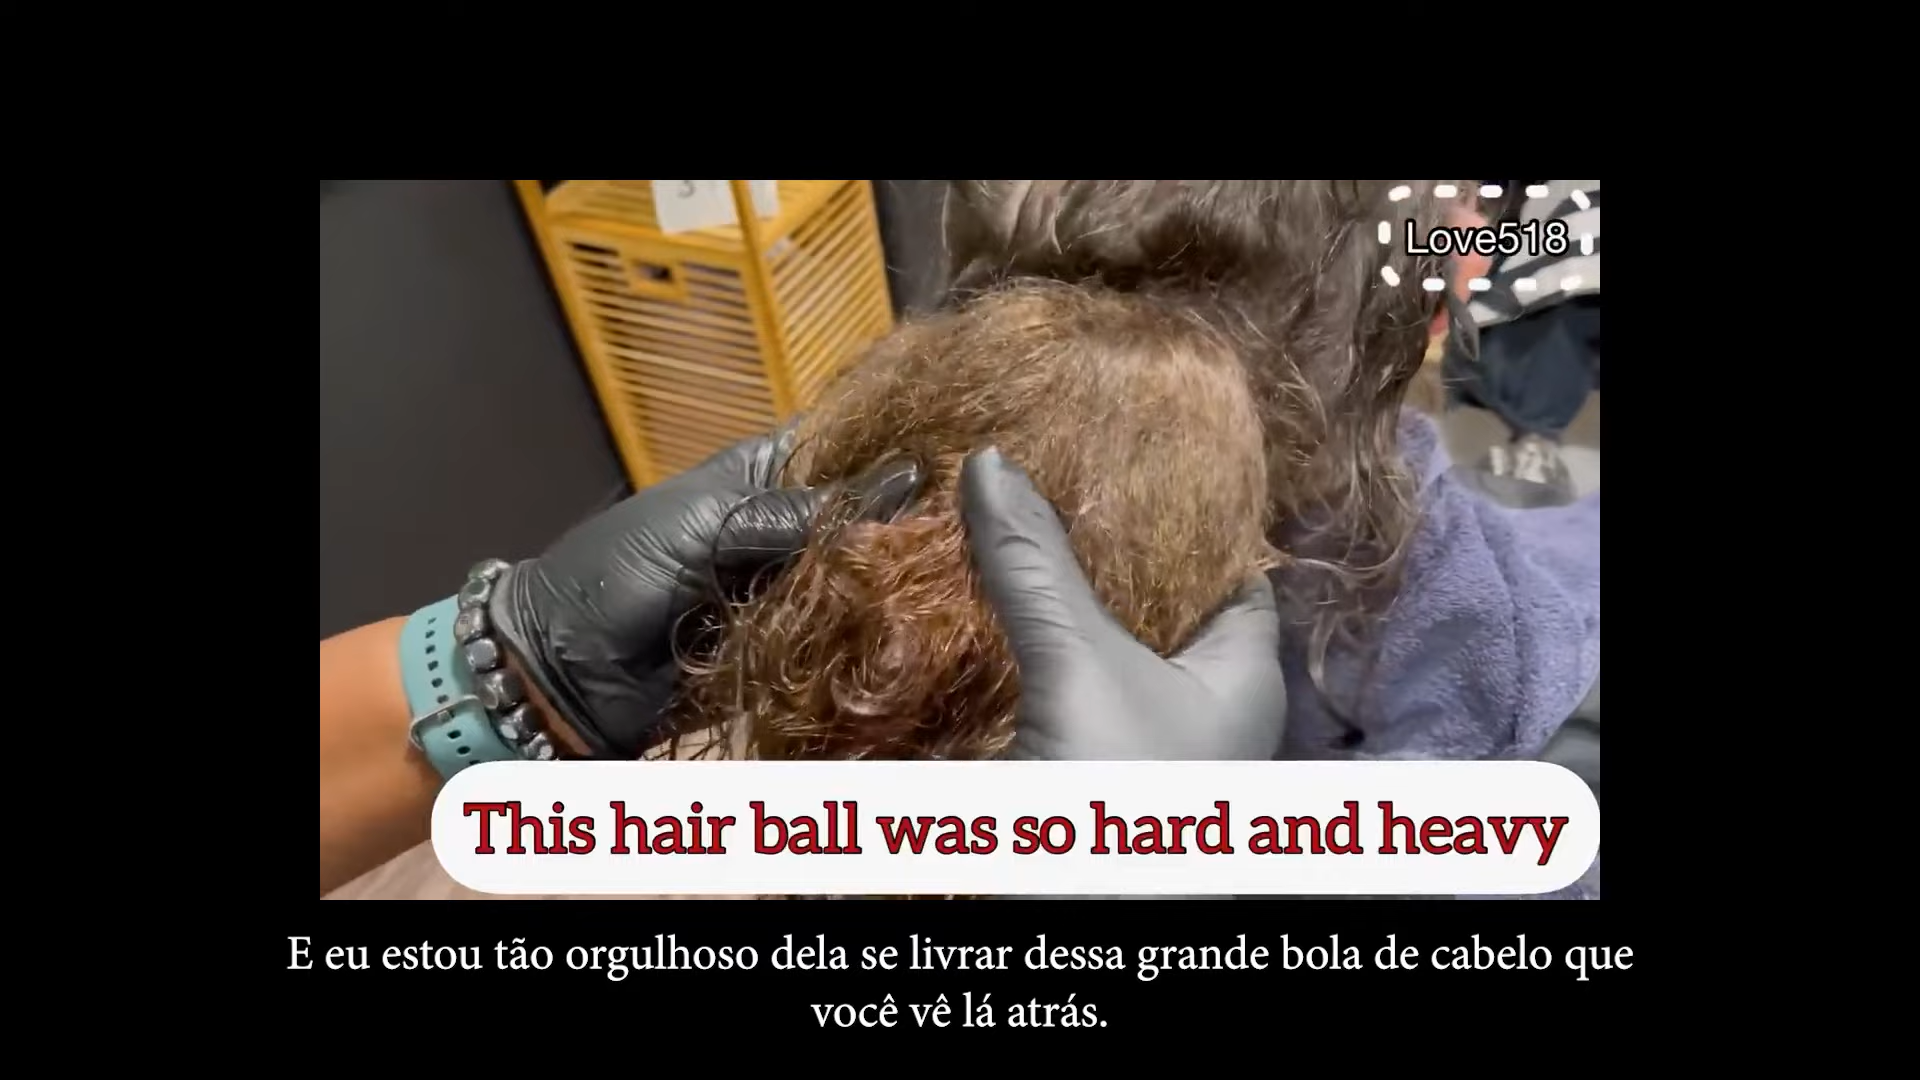 Love518
This hair ball was so hard and heavy
E eu estou tão orgulhoso dela se livrar dessa grande bola de cabelo que
você vê lá atrás.